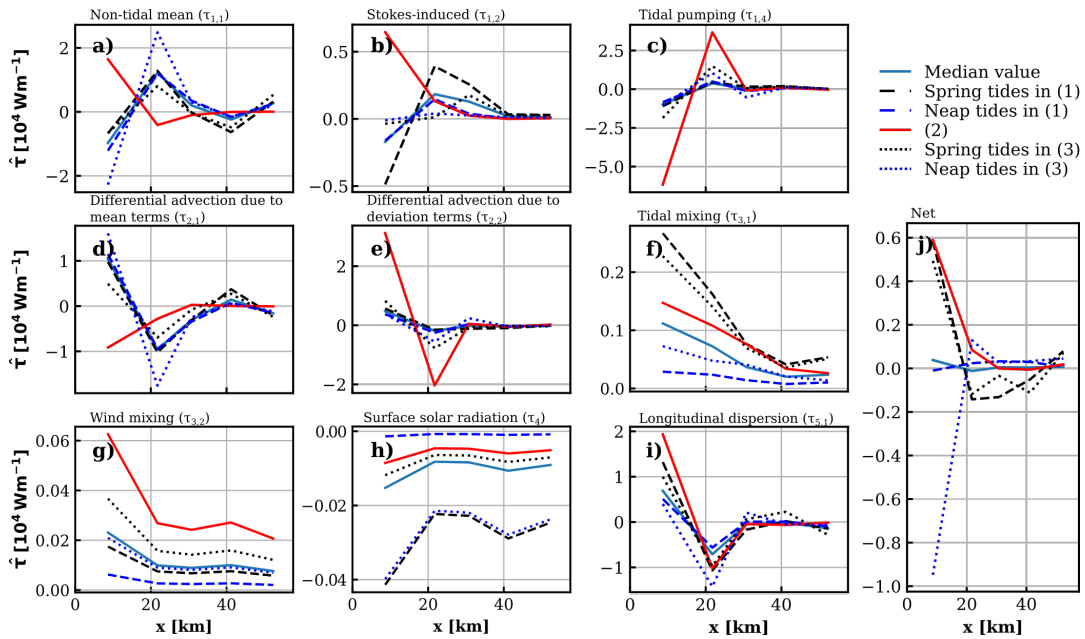 Non-tidal mean (τ1,1)
Stokes-induced (τ1,2)
Tidal pumping (τ1,4)
a)
b)
c)
2
0
−2
0.5
0.0
−0.5
2.5
0.0
−2.5
−5.0
τ̂ [10⁴ Wm⁻¹]
Median value
Spring tides in (1)
Neap tides in (1)
(2)
Spring tides in (3)
Neap tides in (3)
Differential advection due to
mean terms (τ2,1)
Differential advection due to
deviation terms (τ2,2)
Tidal mixing (τ3,1)
Net
d)
e)
f)
j)
1
0
−1
2
0
−2
0.2
0.1
0.0
τ̂ [10⁴ Wm⁻¹]
0.6
0.4
0.2
0.0
−0.2
−0.4
−0.6
−0.8
−1.0
Wind mixing (τ3,2)
Surface solar radiation (τ4)
Longitudinal dispersion (τ5,1)
g)
h)
i)
0.06
0.04
0.02
0.00
0.00
−0.02
−0.04
2
1
0
−1
τ̂ [10⁴ Wm⁻¹]
0 20 40
0 20 40
0 20 40
0 20 40
x [km]
x [km]
x [km]
x [km]